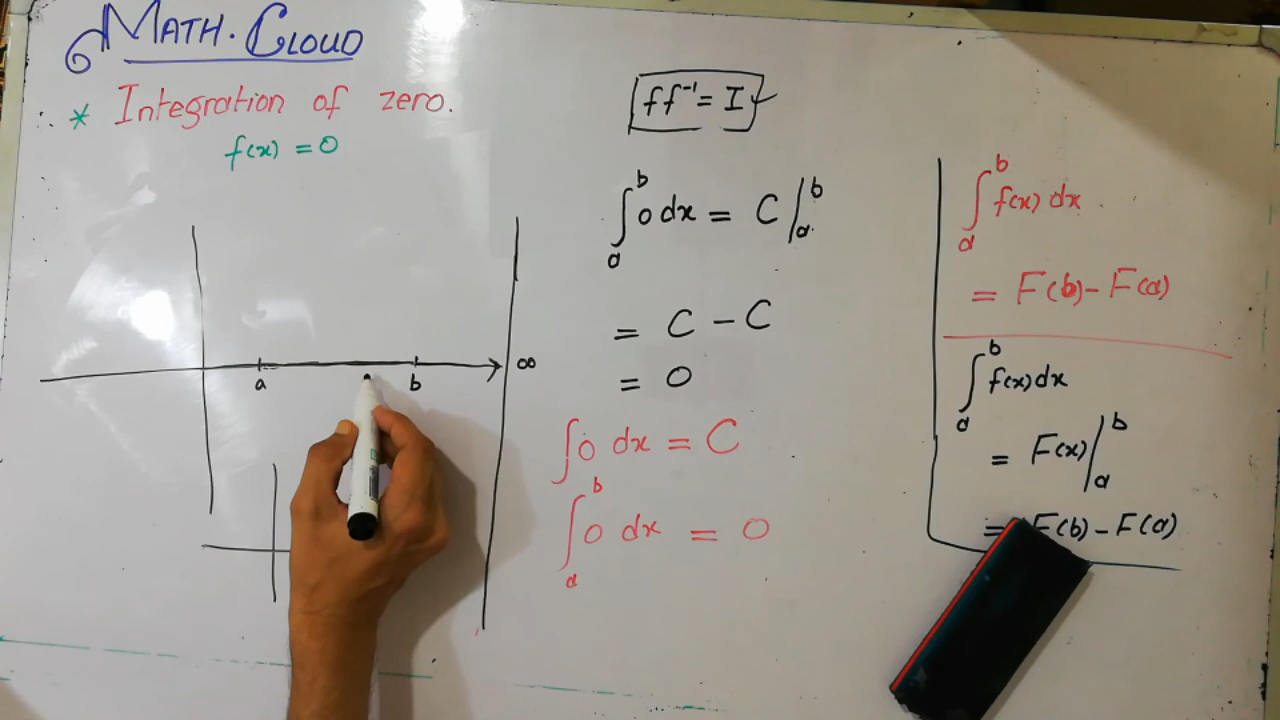 MATH. CLOUD
* Integration of zero.
f(x) = 0
a
b
∞
ff⁻¹ = I
∫ₐᵇ 0 dx = C |ₐᵇ
= C - C
= 0
∫ 0 dx = C
∫ₐᵇ 0 dx = 0
∫ₐᵇ f(x) dx
= F(b) - F(a)
∫ₐᵇ f(x) dx
= F(x) |ₐᵇ
= F(b) - F(a)